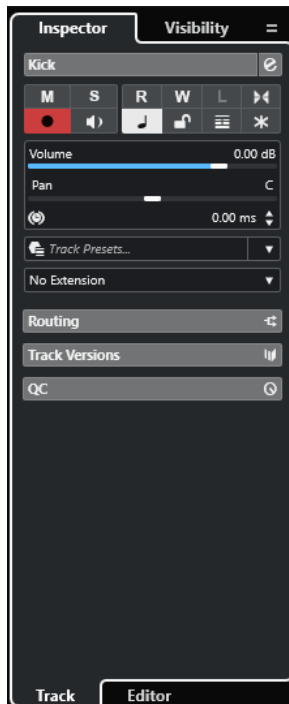 Inspector Visibility
Kick
M S R W L
Volume 0.00 dB
Pan C
0.00 ms
Track Presets...
No Extension
Routing
Track Versions
QC
Track Editor